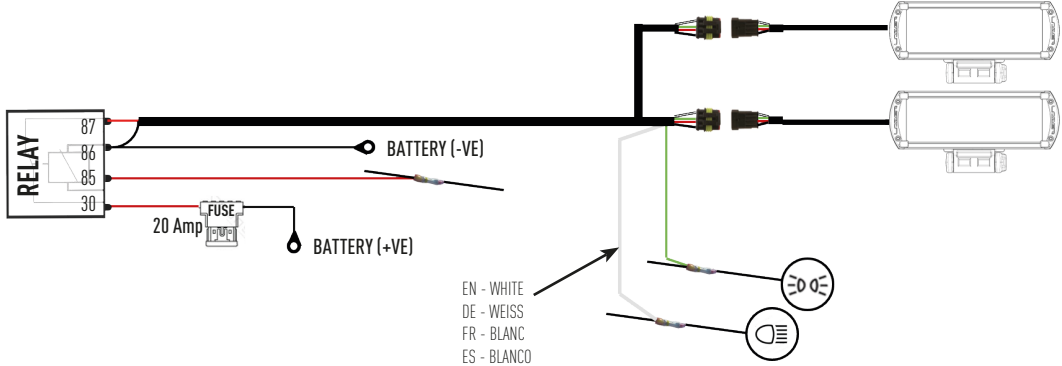 RELAY
87
86
85
30
BATTERY (-VE)
FUSE
20 Amp
BATTERY (+VE)
EN - WHITE
DE - WEISS
FR - BLANC
ES - BLANCO